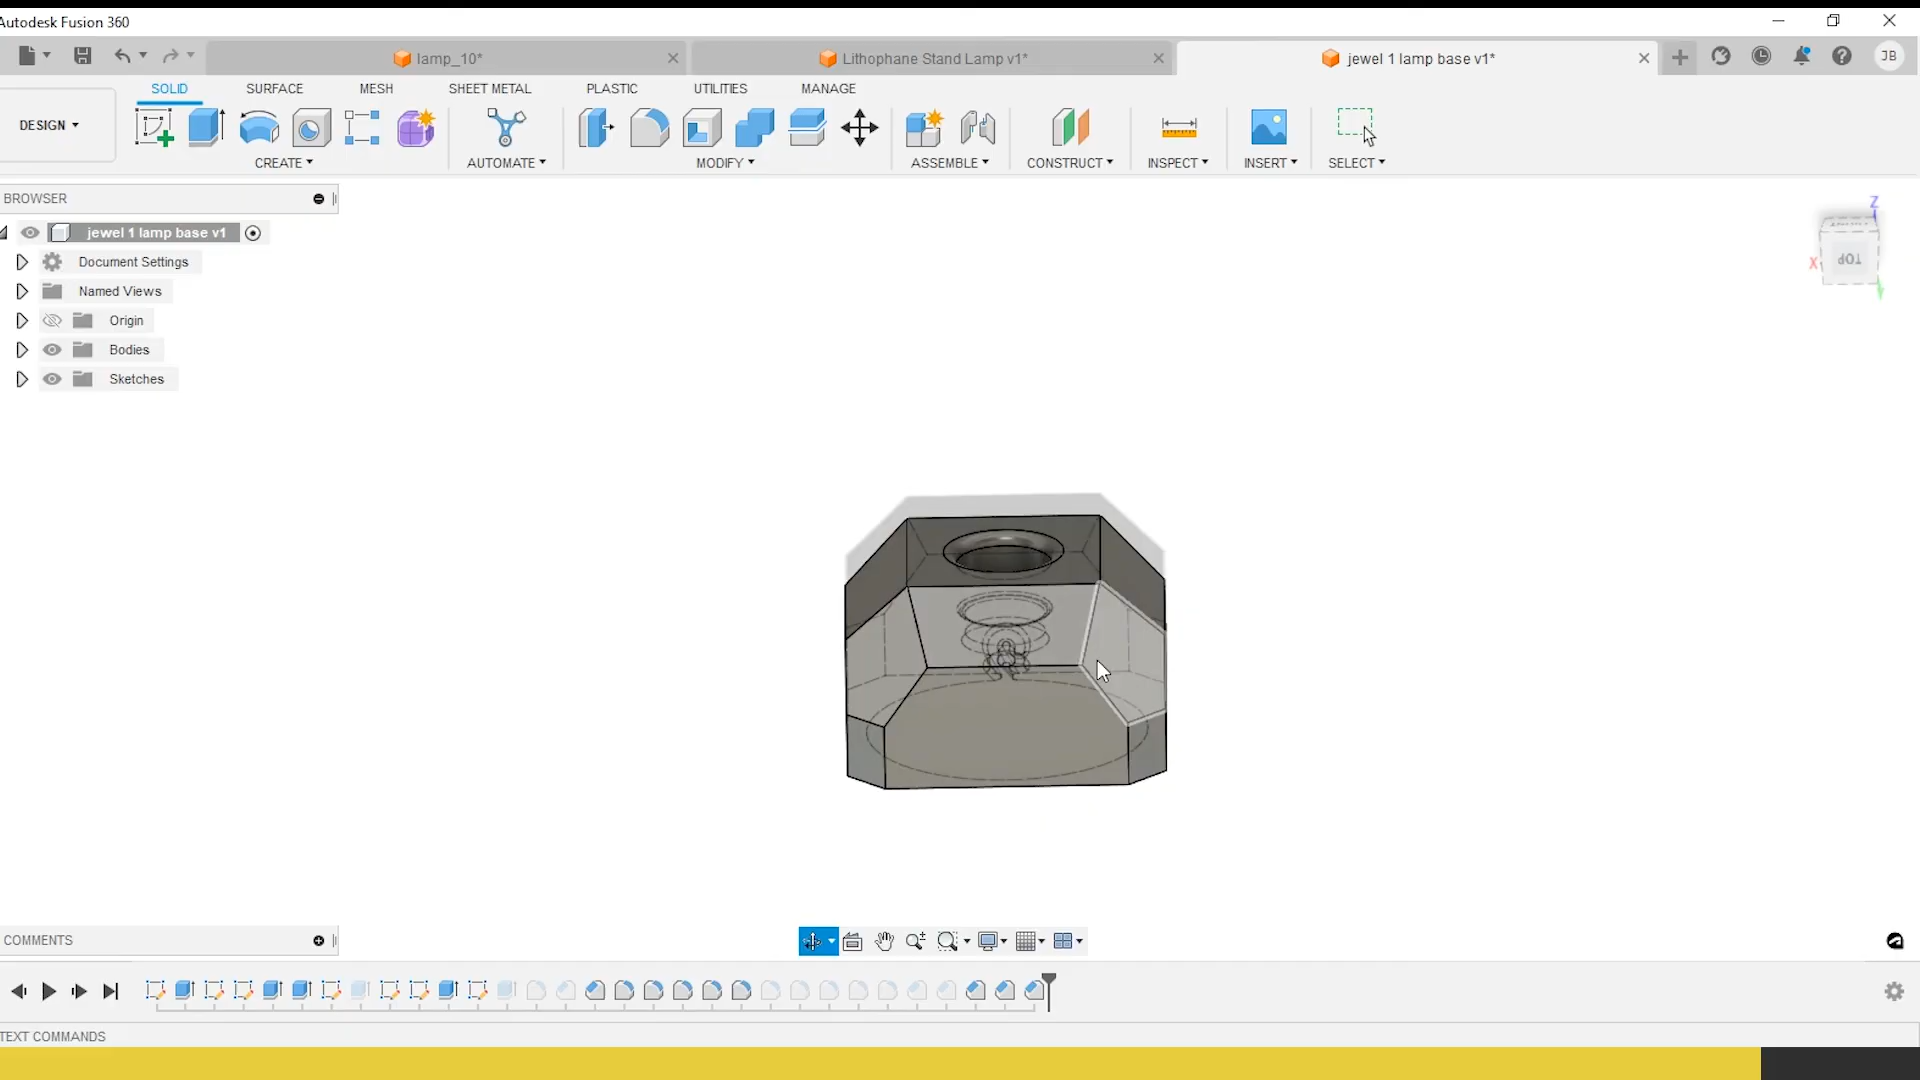 Autodesk Fusion 360
lamp_10*
Lithophane Stand Lamp v1*
jewel 1 lamp base v1*
JB
SOLID SURFACE MESH SHEET METAL PLASTIC UTILITIES MANAGE
DESIGN
CREATE AUTOMATE MODIFY ASSEMBLE CONSTRUCT INSPECT INSERT SELECT
BROWSER
jewel 1 lamp base v1
Document Settings
Named Views
Origin
Bodies
Sketches
Z
X
TOP
COMMENTS
TEXT COMMANDS